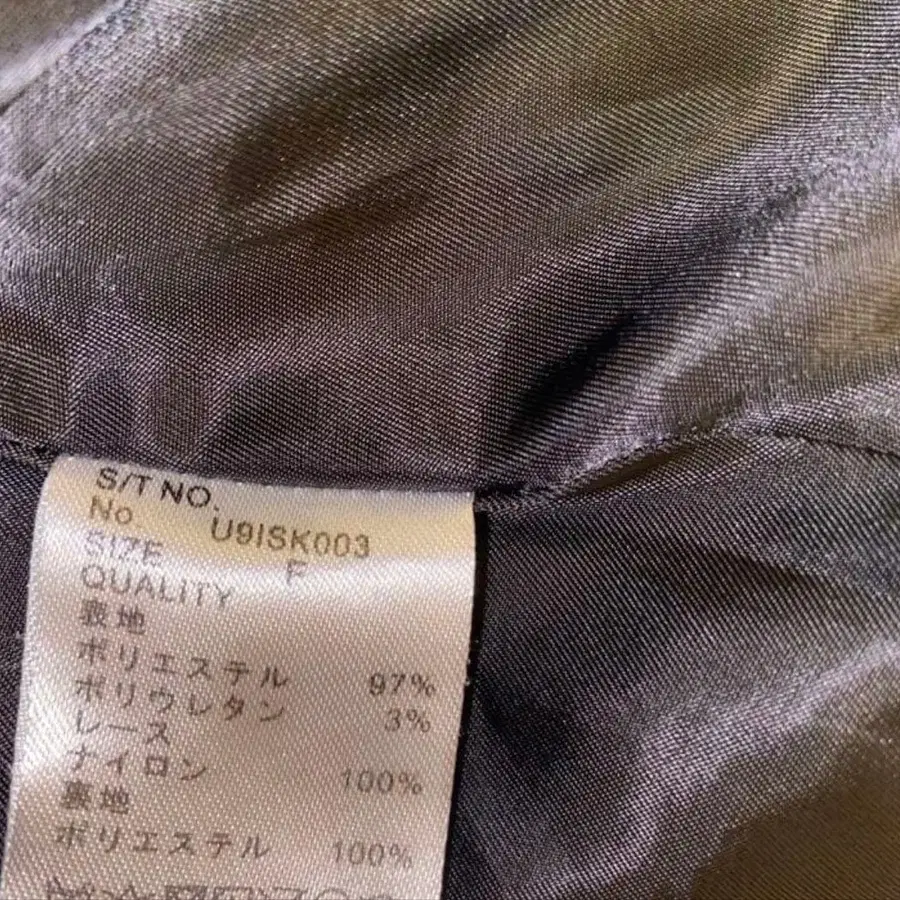 S/T NO.
No. U9ISK003
SIZE F
QUALITY
表地
ポリエステル 97%
ポリウレタン 3%
レース
ナイロン 100%
裏地
ポリエステル 100%